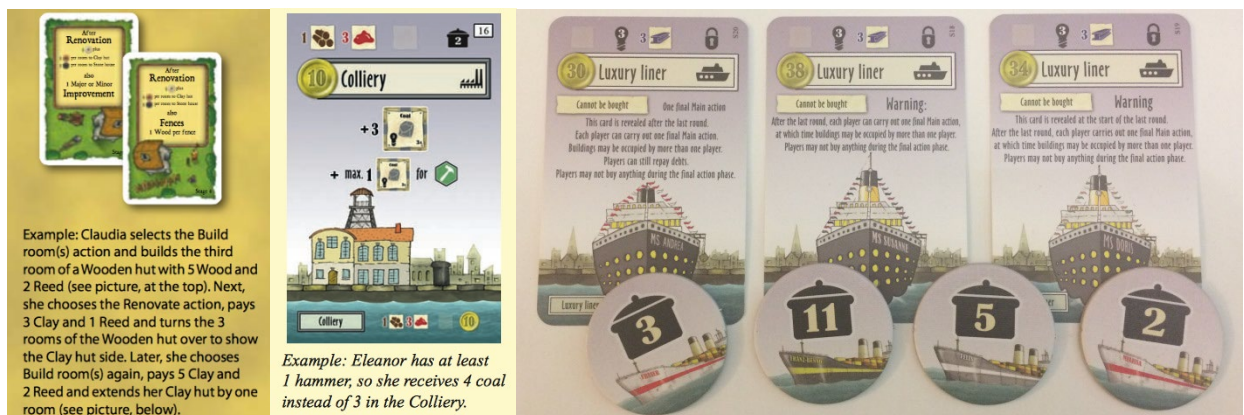 After
Renovation
also
1 Major or Minor
Improvement
After
Renovation
also
Fences
1 Wood per fence
Example: Claudia selects the Build
room(s) action and builds the third
room of a Wooden hut with 5 Wood and
2 Reed (see picture, at the top). Next,
she chooses the Renovate action, pays
3 Clay and 1 Reed and turns the 3
rooms of the Wooden hut over to show
the Clay hut side. Later, she chooses
Build room(s) again, pays 5 Clay and
2 Reed and extends her Clay hut by one
room (see picture, below).
1 3 2 16
10 Colliery
+ 3
Coal
+ max. 1 for
Coal
Colliery 1 3 10
Example: Eleanor has at least
1 hammer, so she receives 4 coal
instead of 3 in the Colliery.
3 3
30 Luxury liner
Cannot be bought One final Main action
This card is revealed after the last round.
Each player can carry out one final Main action.
Buildings may be occupied by more than one player.
Players can still repay debts.
Players may not buy anything during the final action phase.
MS ANDREA
Luxury liner
3
3 3
38 Luxury liner
Cannot be bought Warning:
After the last round, each player can carry out one final Main action,
at which time buildings may be occupied by more than one player.
Players may not buy anything during the final action phase.
MS SUSANNE
11
3 3
34 Luxury liner
Cannot be bought Warning
This card is revealed at the start of the last round.
After the last round, each player carries out one final Main action,
at which time buildings may be occupied by more than one player.
Players may not buy anything during the final action phase.
MS DORIS
5
2